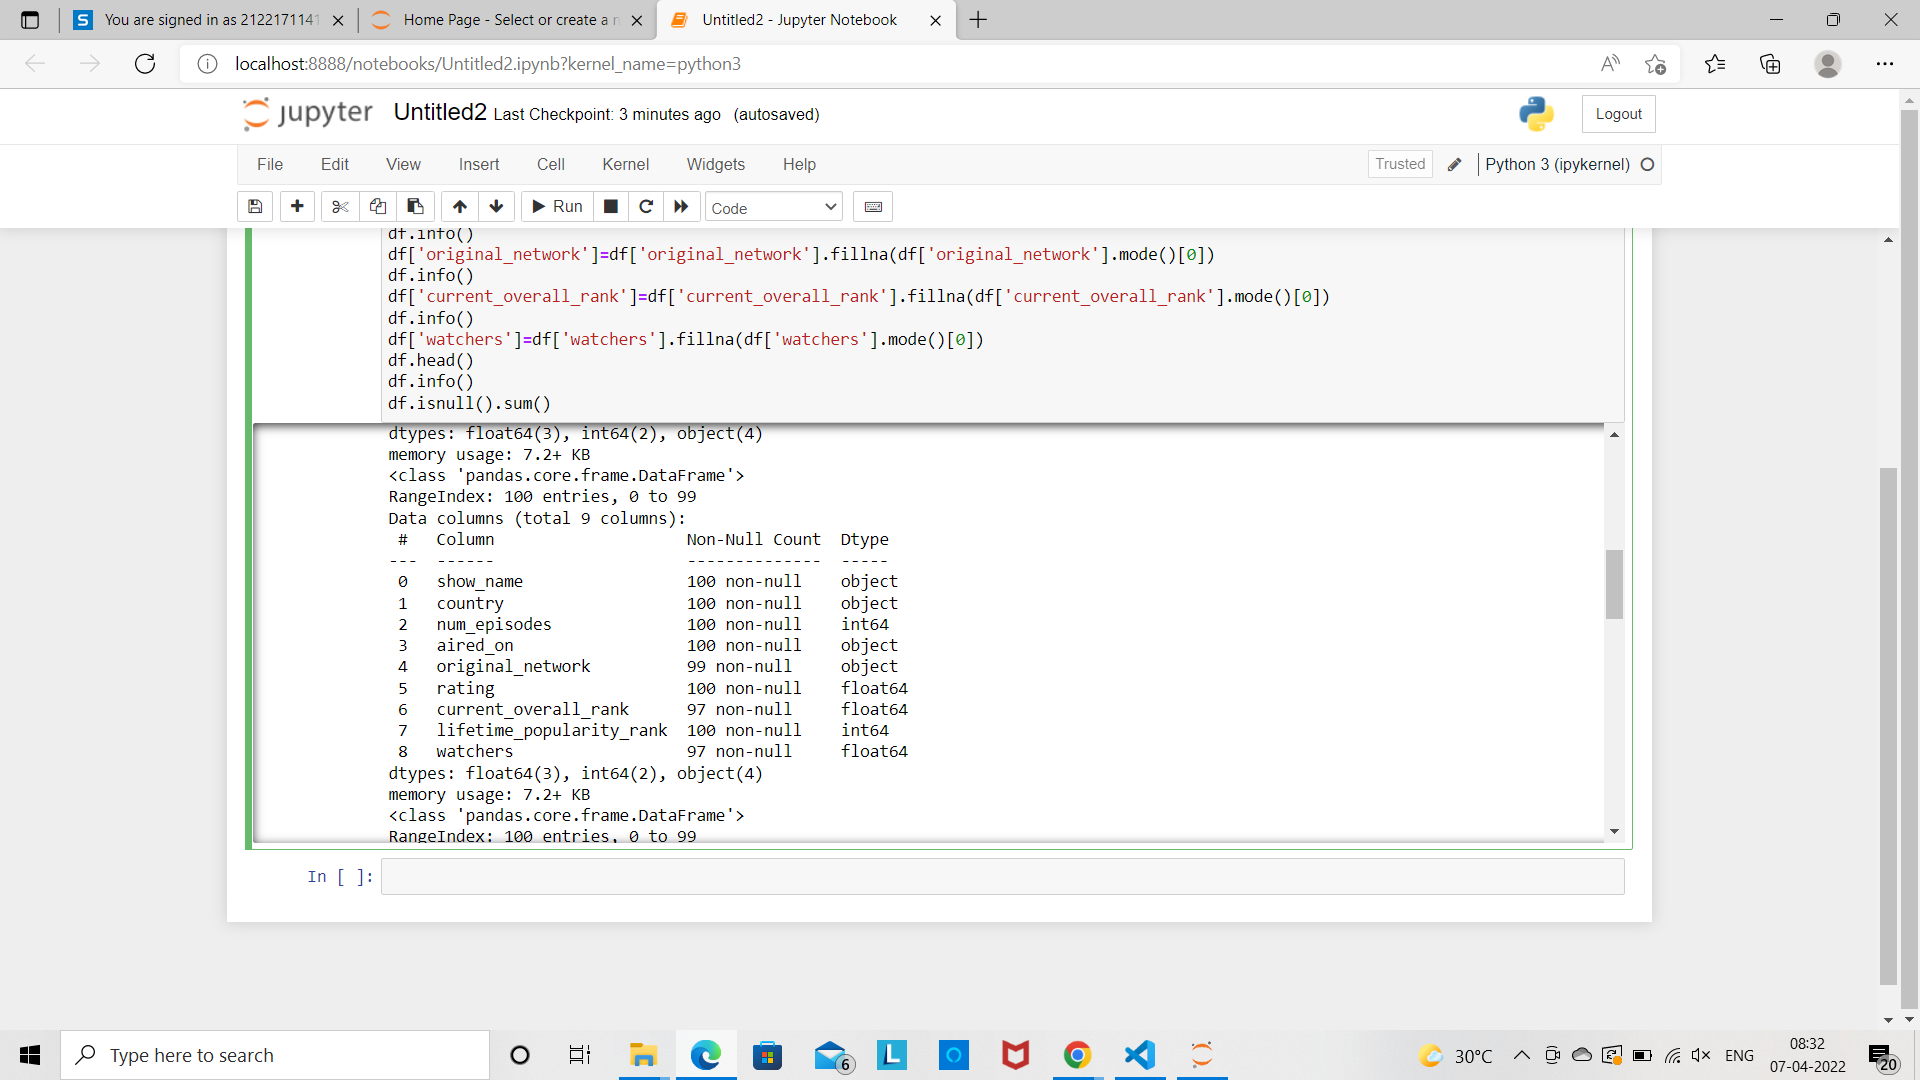 You are signed in as 2122171141
Home Page - Select or create a n
Untitled2 - Jupyter Notebook
localhost:8888/notebooks/Untitled2.ipynb?kernel_name=python3
jupyter Untitled2 Last Checkpoint: 3 minutes ago (autosaved)
Logout
File Edit View Insert Cell Kernel Widgets Help
Trusted
Python 3 (ipykernel)
Run
Code
df.info()
df['original_network']=df['original_network'].fillna(df['original_network'].mode()[0])
df.info()
df['current_overall_rank']=df['current_overall_rank'].fillna(df['current_overall_rank'].mode()[0])
df.info()
df['watchers']=df['watchers'].fillna(df['watchers'].mode()[0])
df.head()
df.info()
df.isnull().sum()
dtypes: float64(3), int64(2), object(4)
memory usage: 7.2+ KB
<class 'pandas.core.frame.DataFrame'>
RangeIndex: 100 entries, 0 to 99
Data columns (total 9 columns):
# Column Non-Null Count Dtype
--- ------ -------------- -----
0 show_name 100 non-null object
1 country 100 non-null object
2 num_episodes 100 non-null int64
3 aired_on 100 non-null object
4 original_network 99 non-null object
5 rating 100 non-null float64
6 current_overall_rank 97 non-null float64
7 lifetime_popularity_rank 100 non-null int64
8 watchers 97 non-null float64
dtypes: float64(3), int64(2), object(4)
memory usage: 7.2+ KB
<class 'pandas.core.frame.DataFrame'>
RangeIndex: 100 entries, 0 to 99
In [ ]:
Type here to search
6
30°C
ENG
08:32
07-04-2022
20